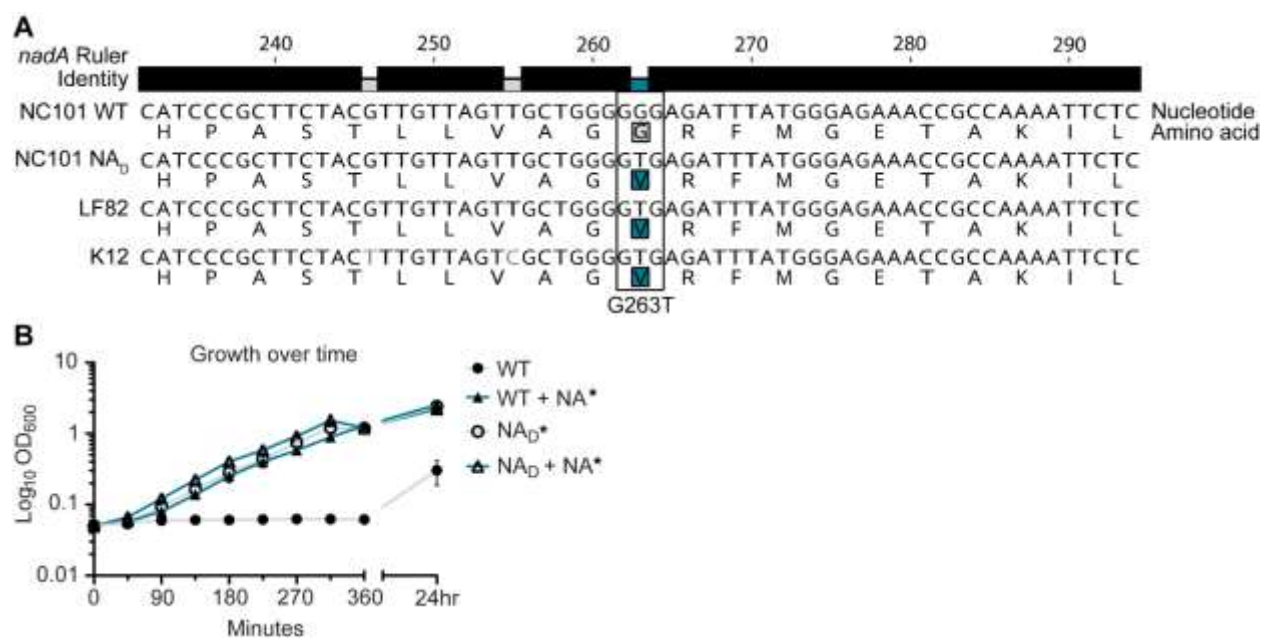 A
nadA Ruler 240 250 260 270 280 290
Identity
NC101 WT CATCCCGCTTCTACGTTGTTAGTTGCTGGGGGGAGATTTATGGGAGAAACCGCCAAAATTCTC Nucleotide
H P A S T L L V A G G R F M G E T A K I L Amino acid
NC101 NAD CATCCCGCTTCTACGTTGTTAGTTGCTGGGGTGAGATTTATGGGAGAAACCGCCAAAATTCTC
H P A S T L L V A G V R F M G E T A K I L
LF82 CATCCCGCTTCTACGTTGTTAGTTGCTGGGGTGAGATTTATGGGAGAAACCGCCAAAATTCTC
H P A S T L L V A G V R F M G E T A K I L
K12 CATCCCGCTTCTACTTTGTTAGTCGCTGGGGTGAGATTTATGGGAGAAACCGCCAAAATTCTC
H P A S T L L V A G V R F M G E T A K I L
G263T
B
Growth over time
Log10 OD600
10
1
0.1
0.01
0 90 180 270 360 24hr
Minutes
WT
WT + NA*
NAD*
NAD + NA*